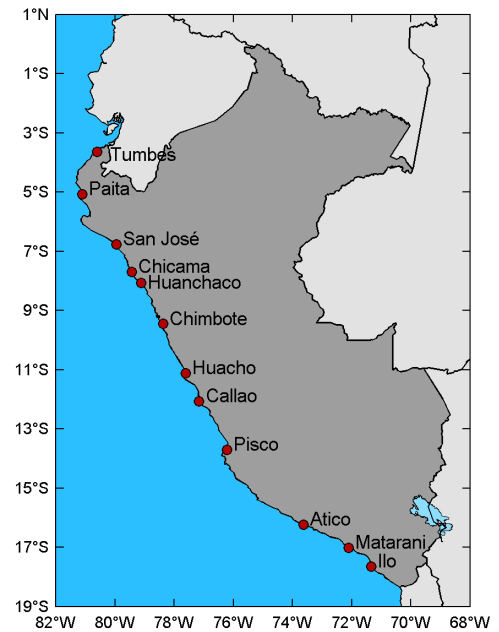 1°N
1°S
3°S
Tumbes
Paita
5°S
San José
7°S
Chicama
Huanchaco
9°S
Chimbote
Huacho
11°S
Callao
13°S
Pisco
15°S
Atico
Matarani
17°S
Ilo
19°S
82°W 80°W 78°W 76°W 74°W 72°W 70°W 68°W